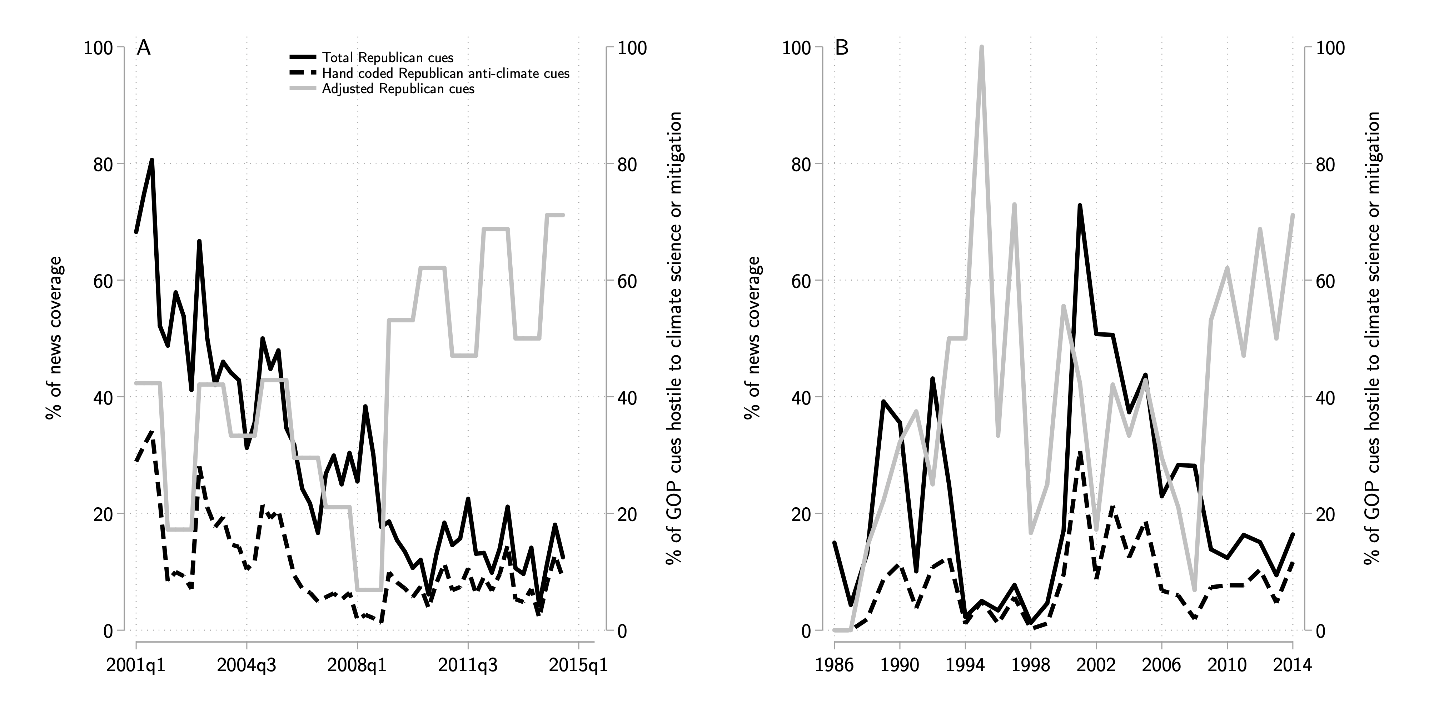 A
Total Republican cues
Hand coded Republican anti-climate cues
Adjusted Republican cues
% of news coverage
100
80
60
40
20
0
2001q1 2004q3 2008q1 2011q3 2015q1
100
80
60
40
20
0
% of GOP cues hostile to climate science or mitigation
B
% of news coverage
100
80
60
40
20
0
1986 1990 1994 1998 2002 2006 2010 2014
100
80
60
40
20
0
% of GOP cues hostile to climate science or mitigation